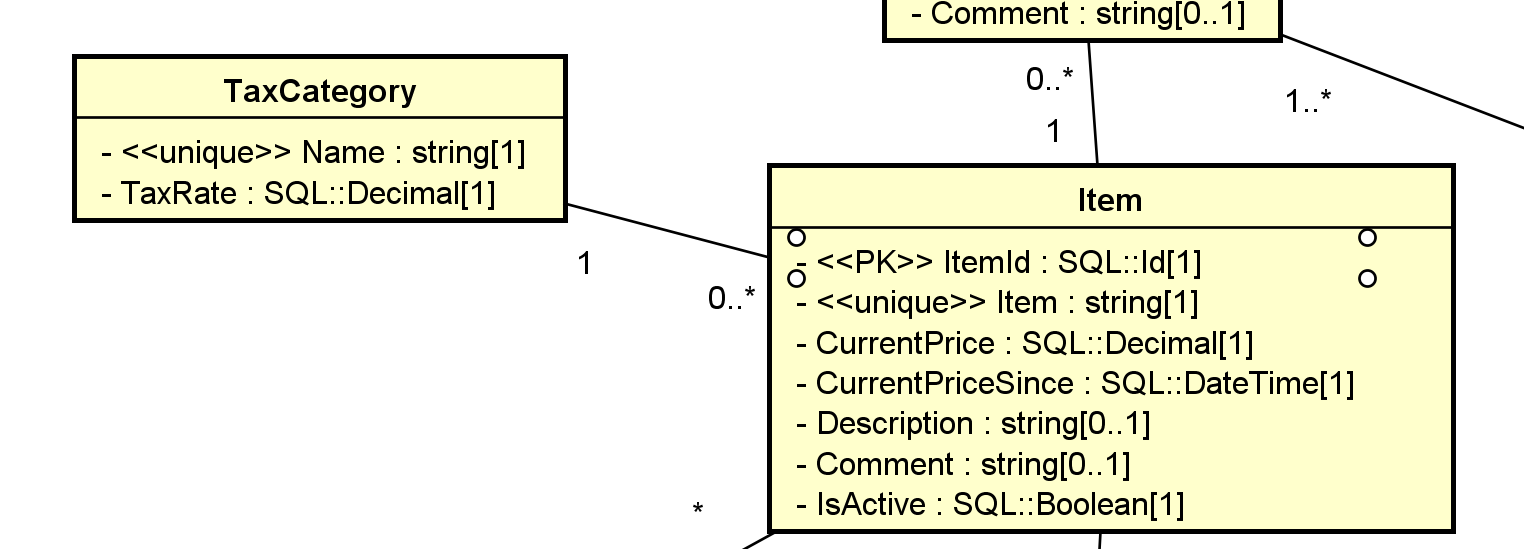 - Comment : string[0..1]
0..*
1..*
1
TaxCategory
- <<unique>> Name : string[1]
- TaxRate : SQL::Decimal[1]
1
0..*
Item
- <<PK>> ItemId : SQL::Id[1]
- <<unique>> Item : string[1]
- CurrentPrice : SQL::Decimal[1]
- CurrentPriceSince : SQL::DateTime[1]
- Description : string[0..1]
- Comment : string[0..1]
- IsActive : SQL::Boolean[1]
*